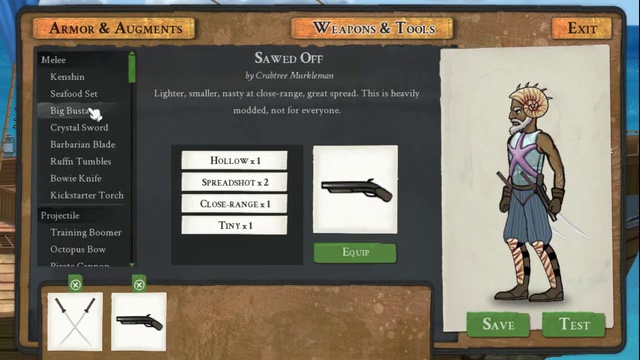 Armor & Augments
Weapons & Tools
Exit
Melee
Kenshin
Seafood Set
Crystal Sword
Barbarian Blade
Ruffn Tumbles
Bowie Knife
Kickstarter Torch
Projectile
Training Boomer
Octopus Bow
Pirate Cannon
Sawed Off
by Crabtree Murkleman
Lighter, smaller, nasty at close-range, great spread. This is heavily
modded, not for everyone.
Hollow x 1
Spreadshot x 2
Close-range x 1
Tiny x 1
Equip
Save
Test